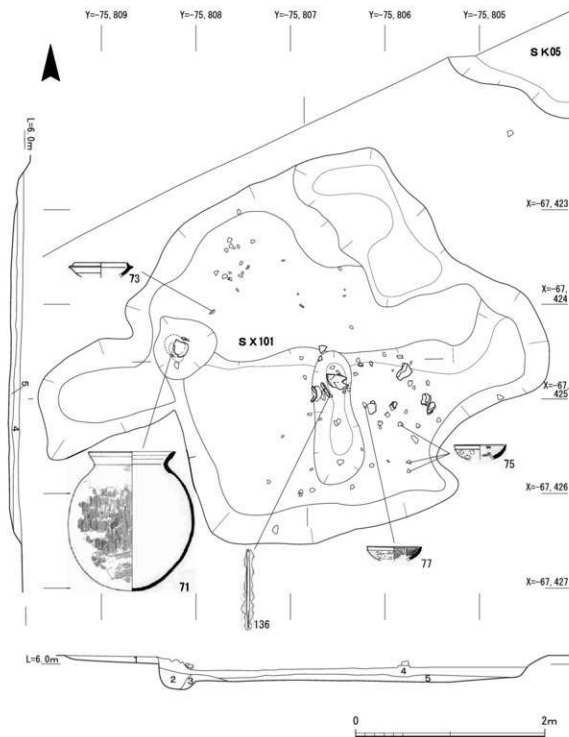 Y=-75,809
Y=-75,808
Y=-75,807
Y=-75,806
Y=-75,805
SK05
L=6.0m
X=-67,423
73
X=-67,424
SX101
X=-67,425
5
4
75
X=-67,426
77
71
X=-67,427
136
L=6.0m
1
2
3
4
5
0
2m